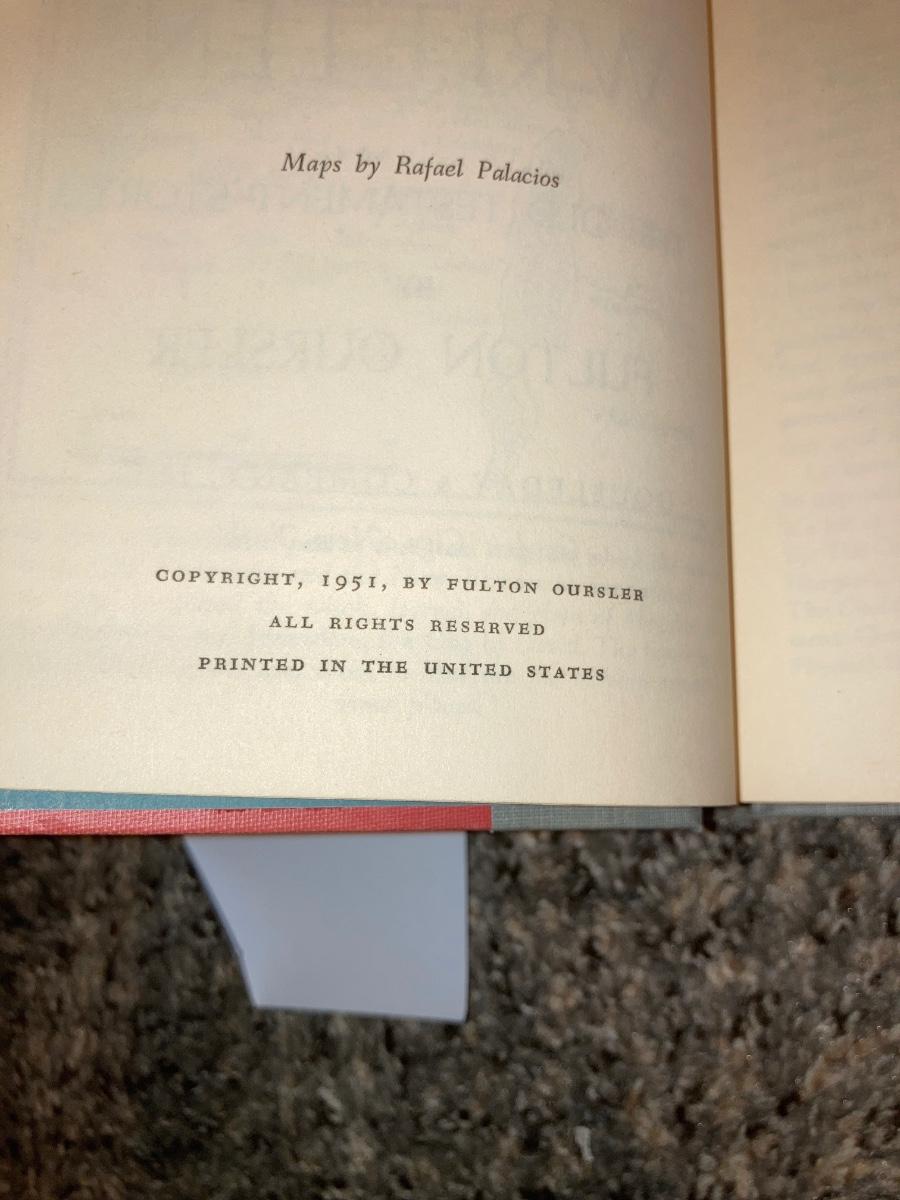 Maps by Rafael Palacios
COPYRIGHT, 1951, BY FULTON OURSLER
ALL RIGHTS RESERVED
PRINTED IN THE UNITED STATES